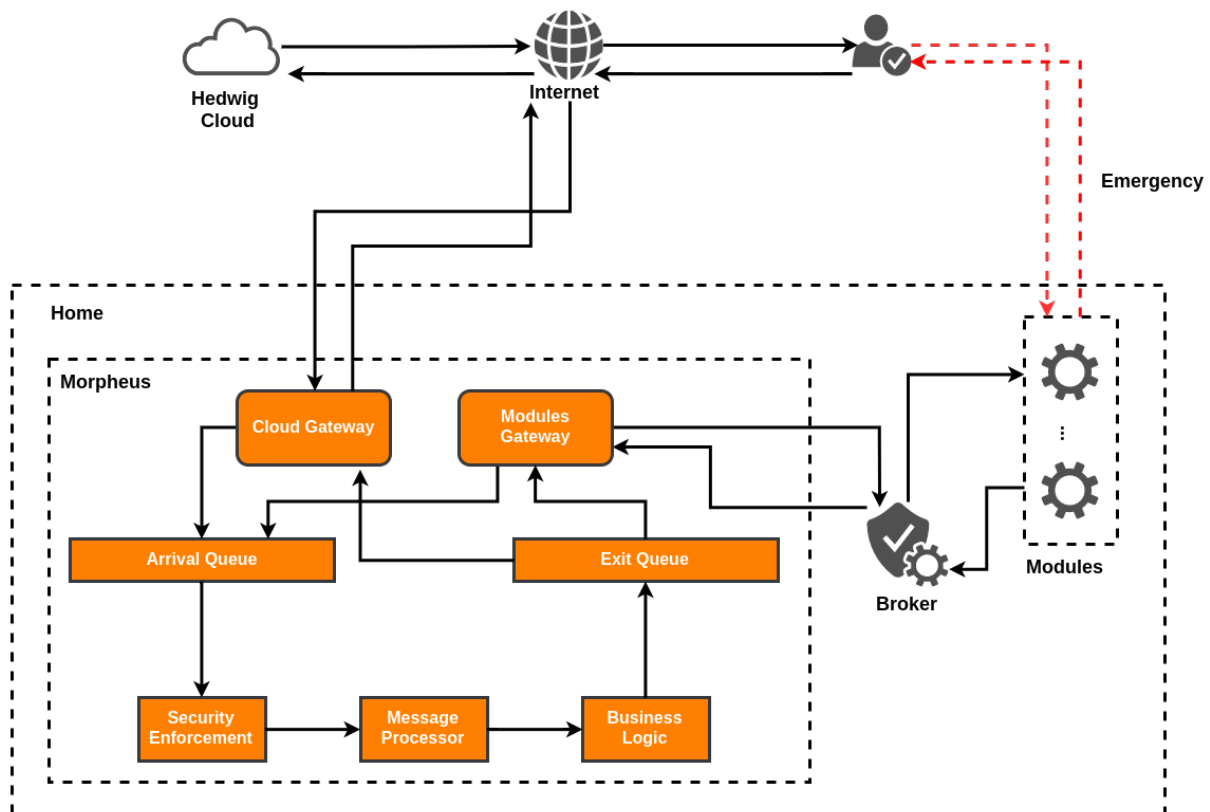 Hedwig
Cloud
Internet
Emergency
Home
Morpheus
Cloud Gateway
Modules
Gateway
Arrival Queue
Exit Queue
Broker
Modules
Security
Enforcement
Message
Processor
Business
Logic